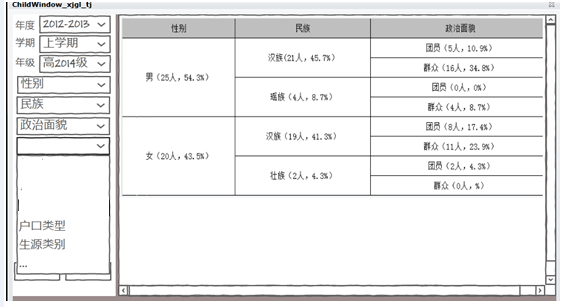 ChildWindow_xjgl_tj
年度 2012-2013
学期 上学期
年级 高2014级
性别
民族
政治面貌
户口类型
生源类别
...
性别 民族 政治面貌
男（25人，54.3%） 汉族(21人，45.7%) 团员（5人，10.9%）
群众（16人，34.8%）
瑶族（4人，8.7%） 团员（0人，0%）
群众（4人，8.7%）
女（20人，43.5%） 汉族（19人，41.3%） 团员（8人，17.4%）
群众（11人，23.9%）
壮族（2人，4.3%） 团员（2人，4.3%）
群众（0人，%）